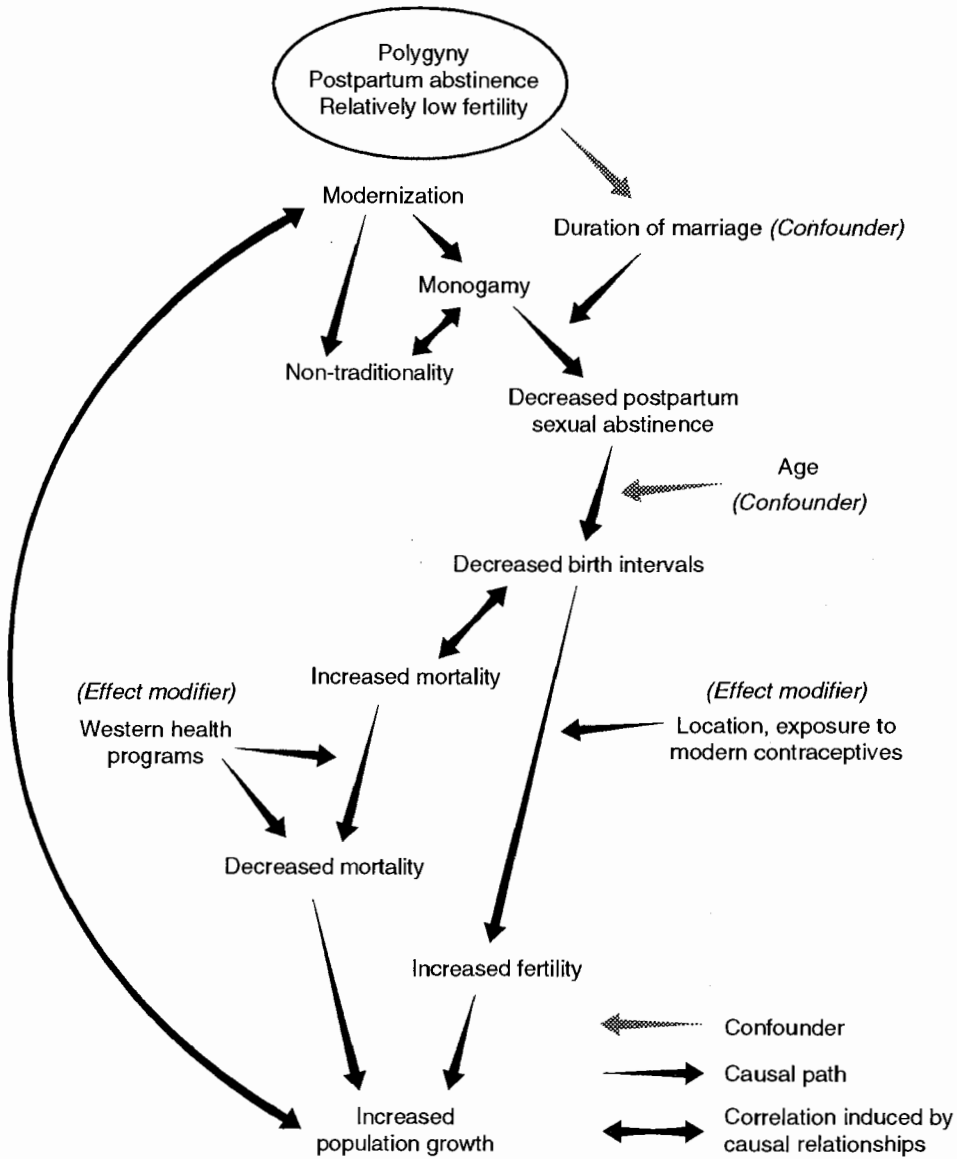 Polygyny
Postpartum abstinence
Relatively low fertility
Modernization
Duration of marriage (Confounder)
Monogamy
Non-traditionality
Decreased postpartum
sexual abstinence
Age
(Confounder)
Decreased birth intervals
Increased mortality
(Effect modifier)
Western health
programs
(Effect modifier)
Location, exposure to
modern contraceptives
Decreased mortality
Increased fertility
Increased
population growth
Confounder
Causal path
Correlation induced by
causal relationships